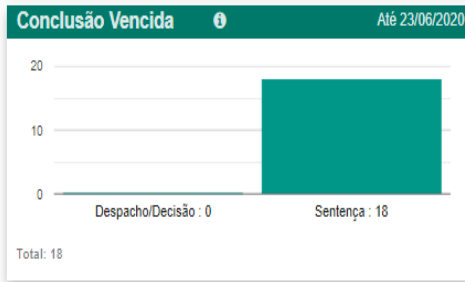 Conclusão Vencida
Até 23/06/2020
20
10
0
Despacho/Decisão : 0
Sentença : 18
Total: 18